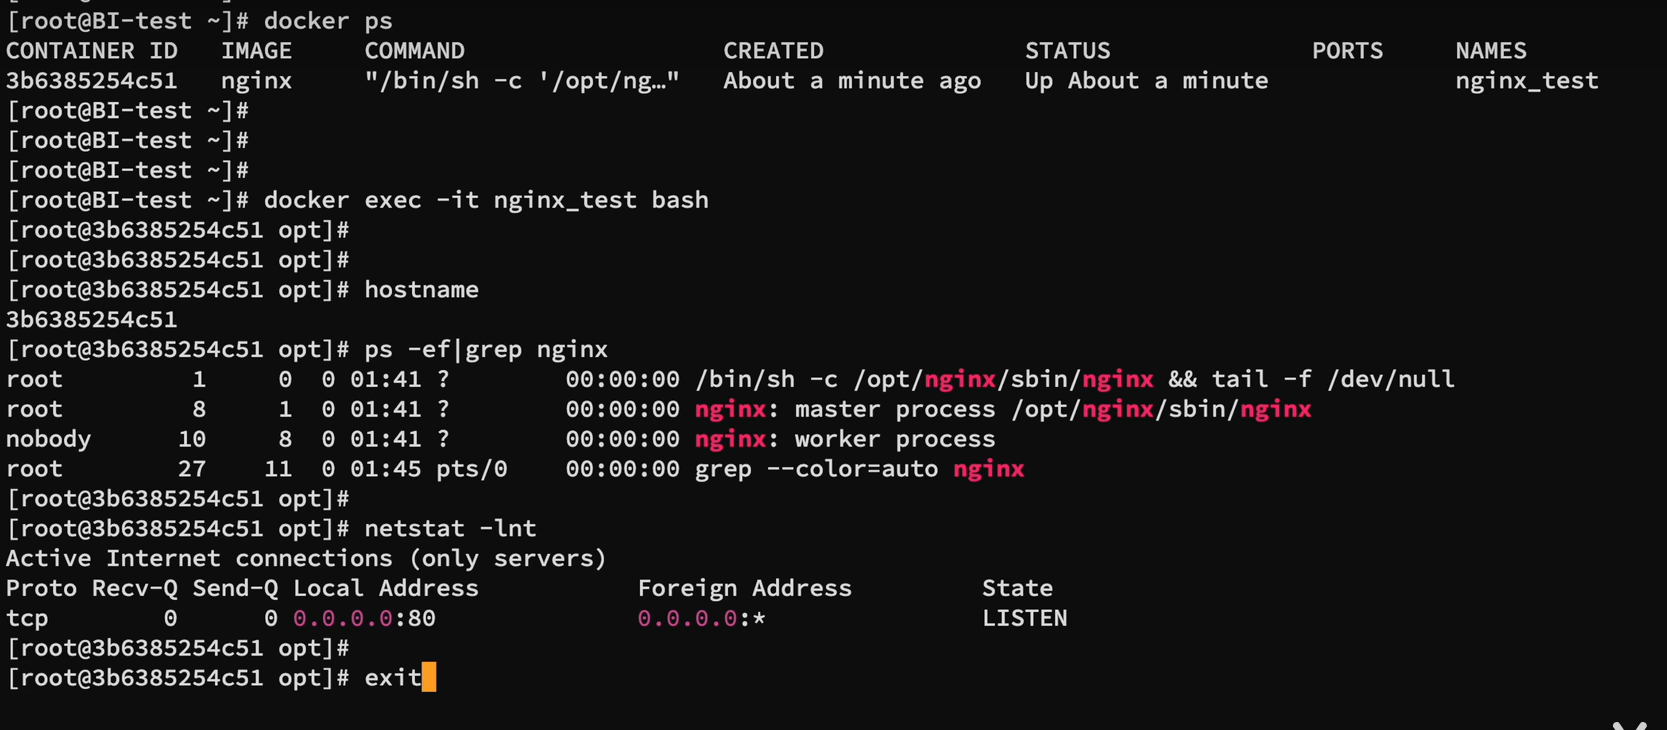 [root@BI-test ~]# docker ps
CONTAINER ID   IMAGE     COMMAND                  CREATED              STATUS              PORTS     NAMES
3b6385254c51   nginx     "/bin/sh -c '/opt/ng…"   About a minute ago   Up About a minute             nginx_test
[root@BI-test ~]#
[root@BI-test ~]#
[root@BI-test ~]#
[root@BI-test ~]# docker exec -it nginx_test bash
[root@3b6385254c51 opt]#
[root@3b6385254c51 opt]#
[root@3b6385254c51 opt]# hostname
3b6385254c51
[root@3b6385254c51 opt]# ps -ef|grep nginx
root         1     0  0 01:41 ?        00:00:00 /bin/sh -c /opt/nginx/sbin/nginx && tail -f /dev/null
root         8     1  0 01:41 ?        00:00:00 nginx: master process /opt/nginx/sbin/nginx
nobody      10     8  0 01:41 ?        00:00:00 nginx: worker process
root        27    11  0 01:45 pts/0    00:00:00 grep --color=auto nginx
[root@3b6385254c51 opt]#
[root@3b6385254c51 opt]# netstat -lnt
Active Internet connections (only servers)
Proto Recv-Q Send-Q Local Address           Foreign Address         State
tcp        0      0 0.0.0.0:80              0.0.0.0:*               LISTEN
[root@3b6385254c51 opt]#
[root@3b6385254c51 opt]# exit